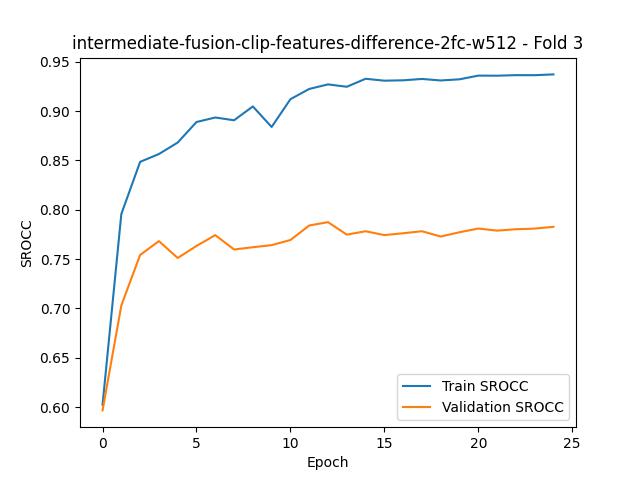 intermediate-fusion-clip-features-difference-2fc-w512 - Fold 3
0.95
0.90
0.85
0.80
0.75
0.70
0.65
0.60
SROCC
Train SROCC
Validation SROCC
0
5
10
15
20
25
Epoch